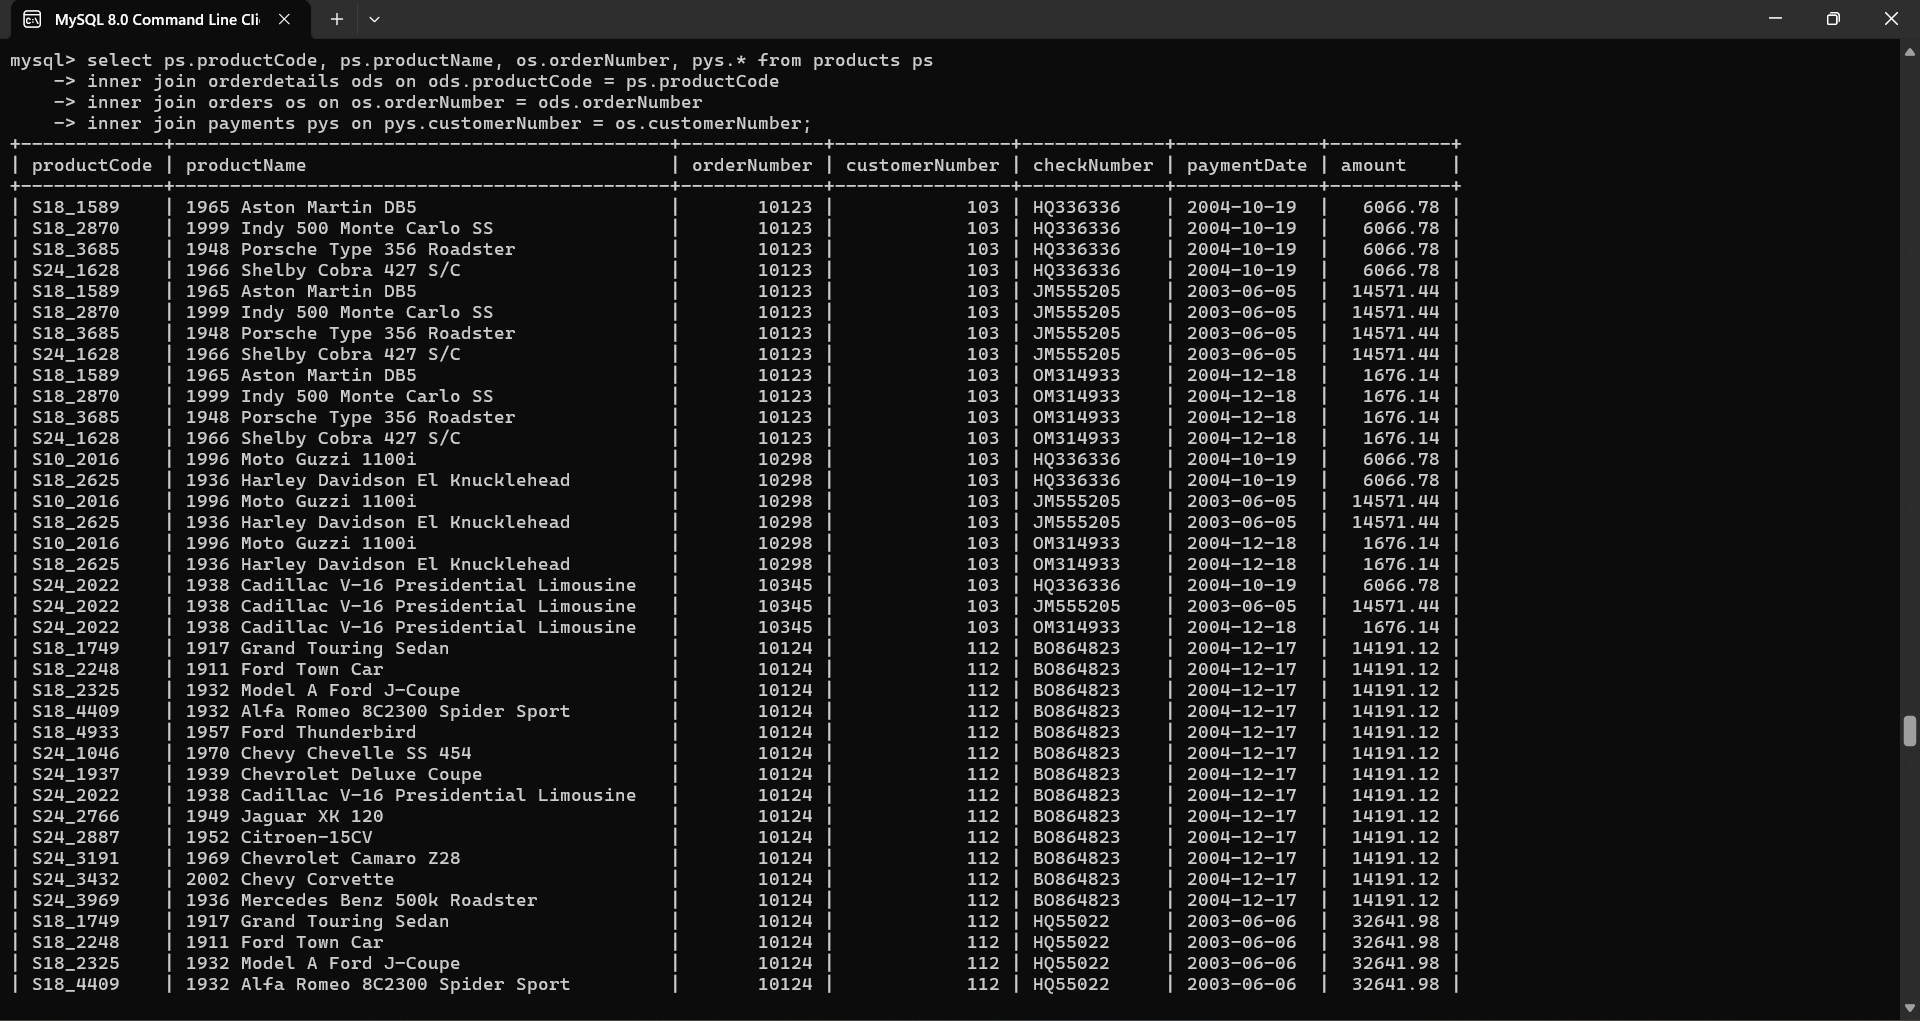 MySQL 8.0 Command Line Cli
mysql> select ps.productCode, ps.productName, os.orderNumber, pys.* from products ps
    -> inner join orderdetails ods on ods.productCode = ps.productCode
    -> inner join orders os on os.orderNumber = ods.orderNumber
    -> inner join payments pys on pys.customerNumber = os.customerNumber;
+-------------+---------------------------------------------+-------------+----------------+-------------+-------------+-----------+
| productCode | productName                                 | orderNumber | customerNumber | checkNumber | paymentDate | amount    |
+-------------+---------------------------------------------+-------------+----------------+-------------+-------------+-----------+
| S18_1589    | 1965 Aston Martin DB5                       |       10123 |            103 | HQ336336    | 2004-10-19  |   6066.78 |
| S18_2870    | 1999 Indy 500 Monte Carlo SS                |       10123 |            103 | HQ336336    | 2004-10-19  |   6066.78 |
| S18_3685    | 1948 Porsche Type 356 Roadster              |       10123 |            103 | HQ336336    | 2004-10-19  |   6066.78 |
| S24_1628    | 1966 Shelby Cobra 427 S/C                   |       10123 |            103 | HQ336336    | 2004-10-19  |   6066.78 |
| S18_1589    | 1965 Aston Martin DB5                       |       10123 |            103 | JM555205    | 2003-06-05  |  14571.44 |
| S18_2870    | 1999 Indy 500 Monte Carlo SS                |       10123 |            103 | JM555205    | 2003-06-05  |  14571.44 |
| S18_3685    | 1948 Porsche Type 356 Roadster              |       10123 |            103 | JM555205    | 2003-06-05  |  14571.44 |
| S24_1628    | 1966 Shelby Cobra 427 S/C                   |       10123 |            103 | JM555205    | 2003-06-05  |  14571.44 |
| S18_1589    | 1965 Aston Martin DB5                       |       10123 |            103 | OM314933    | 2004-12-18  |   1676.14 |
| S18_2870    | 1999 Indy 500 Monte Carlo SS                |       10123 |            103 | OM314933    | 2004-12-18  |   1676.14 |
| S18_3685    | 1948 Porsche Type 356 Roadster              |       10123 |            103 | OM314933    | 2004-12-18  |   1676.14 |
| S24_1628    | 1966 Shelby Cobra 427 S/C                   |       10123 |            103 | OM314933    | 2004-12-18  |   1676.14 |
| S10_2016    | 1996 Moto Guzzi 1100i                       |       10298 |            103 | HQ336336    | 2004-10-19  |   6066.78 |
| S18_2625    | 1936 Harley Davidson El Knucklehead         |       10298 |            103 | HQ336336    | 2004-10-19  |   6066.78 |
| S10_2016    | 1996 Moto Guzzi 1100i                       |       10298 |            103 | JM555205    | 2003-06-05  |  14571.44 |
| S18_2625    | 1936 Harley Davidson El Knucklehead         |       10298 |            103 | JM555205    | 2003-06-05  |  14571.44 |
| S10_2016    | 1996 Moto Guzzi 1100i                       |       10298 |            103 | OM314933    | 2004-12-18  |   1676.14 |
| S18_2625    | 1936 Harley Davidson El Knucklehead         |       10298 |            103 | OM314933    | 2004-12-18  |   1676.14 |
| S24_2022    | 1938 Cadillac V-16 Presidential Limousine   |       10345 |            103 | HQ336336    | 2004-10-19  |   6066.78 |
| S24_2022    | 1938 Cadillac V-16 Presidential Limousine   |       10345 |            103 | JM555205    | 2003-06-05  |  14571.44 |
| S24_2022    | 1938 Cadillac V-16 Presidential Limousine   |       10345 |            103 | OM314933    | 2004-12-18  |   1676.14 |
| S18_1749    | 1917 Grand Touring Sedan                    |       10124 |            112 | BO864823    | 2004-12-17  |  14191.12 |
| S18_2248    | 1911 Ford Town Car                          |       10124 |            112 | BO864823    | 2004-12-17  |  14191.12 |
| S18_2325    | 1932 Model A Ford J-Coupe                   |       10124 |            112 | BO864823    | 2004-12-17  |  14191.12 |
| S18_4409    | 1932 Alfa Romeo 8C2300 Spider Sport         |       10124 |            112 | BO864823    | 2004-12-17  |  14191.12 |
| S18_4933    | 1957 Ford Thunderbird                       |       10124 |            112 | BO864823    | 2004-12-17  |  14191.12 |
| S24_1046    | 1970 Chevy Chevelle SS 454                  |       10124 |            112 | BO864823    | 2004-12-17  |  14191.12 |
| S24_1937    | 1939 Chevrolet Deluxe Coupe                 |       10124 |            112 | BO864823    | 2004-12-17  |  14191.12 |
| S24_2022    | 1938 Cadillac V-16 Presidential Limousine   |       10124 |            112 | BO864823    | 2004-12-17  |  14191.12 |
| S24_2766    | 1949 Jaguar XK 120                          |       10124 |            112 | BO864823    | 2004-12-17  |  14191.12 |
| S24_2887    | 1952 Citroen-15CV                           |       10124 |            112 | BO864823    | 2004-12-17  |  14191.12 |
| S24_3191    | 1969 Chevrolet Camaro Z28                   |       10124 |            112 | BO864823    | 2004-12-17  |  14191.12 |
| S24_3432    | 2002 Chevy Corvette                         |       10124 |            112 | BO864823    | 2004-12-17  |  14191.12 |
| S24_3969    | 1936 Mercedes Benz 500k Roadster            |       10124 |            112 | BO864823    | 2004-12-17  |  14191.12 |
| S18_1749    | 1917 Grand Touring Sedan                    |       10124 |            112 | HQ55022     | 2003-06-06  |  32641.98 |
| S18_2248    | 1911 Ford Town Car                          |       10124 |            112 | HQ55022     | 2003-06-06  |  32641.98 |
| S18_2325    | 1932 Model A Ford J-Coupe                   |       10124 |            112 | HQ55022     | 2003-06-06  |  32641.98 |
| S18_4409    | 1932 Alfa Romeo 8C2300 Spider Sport         |       10124 |            112 | HQ55022     | 2003-06-06  |  32641.98 |